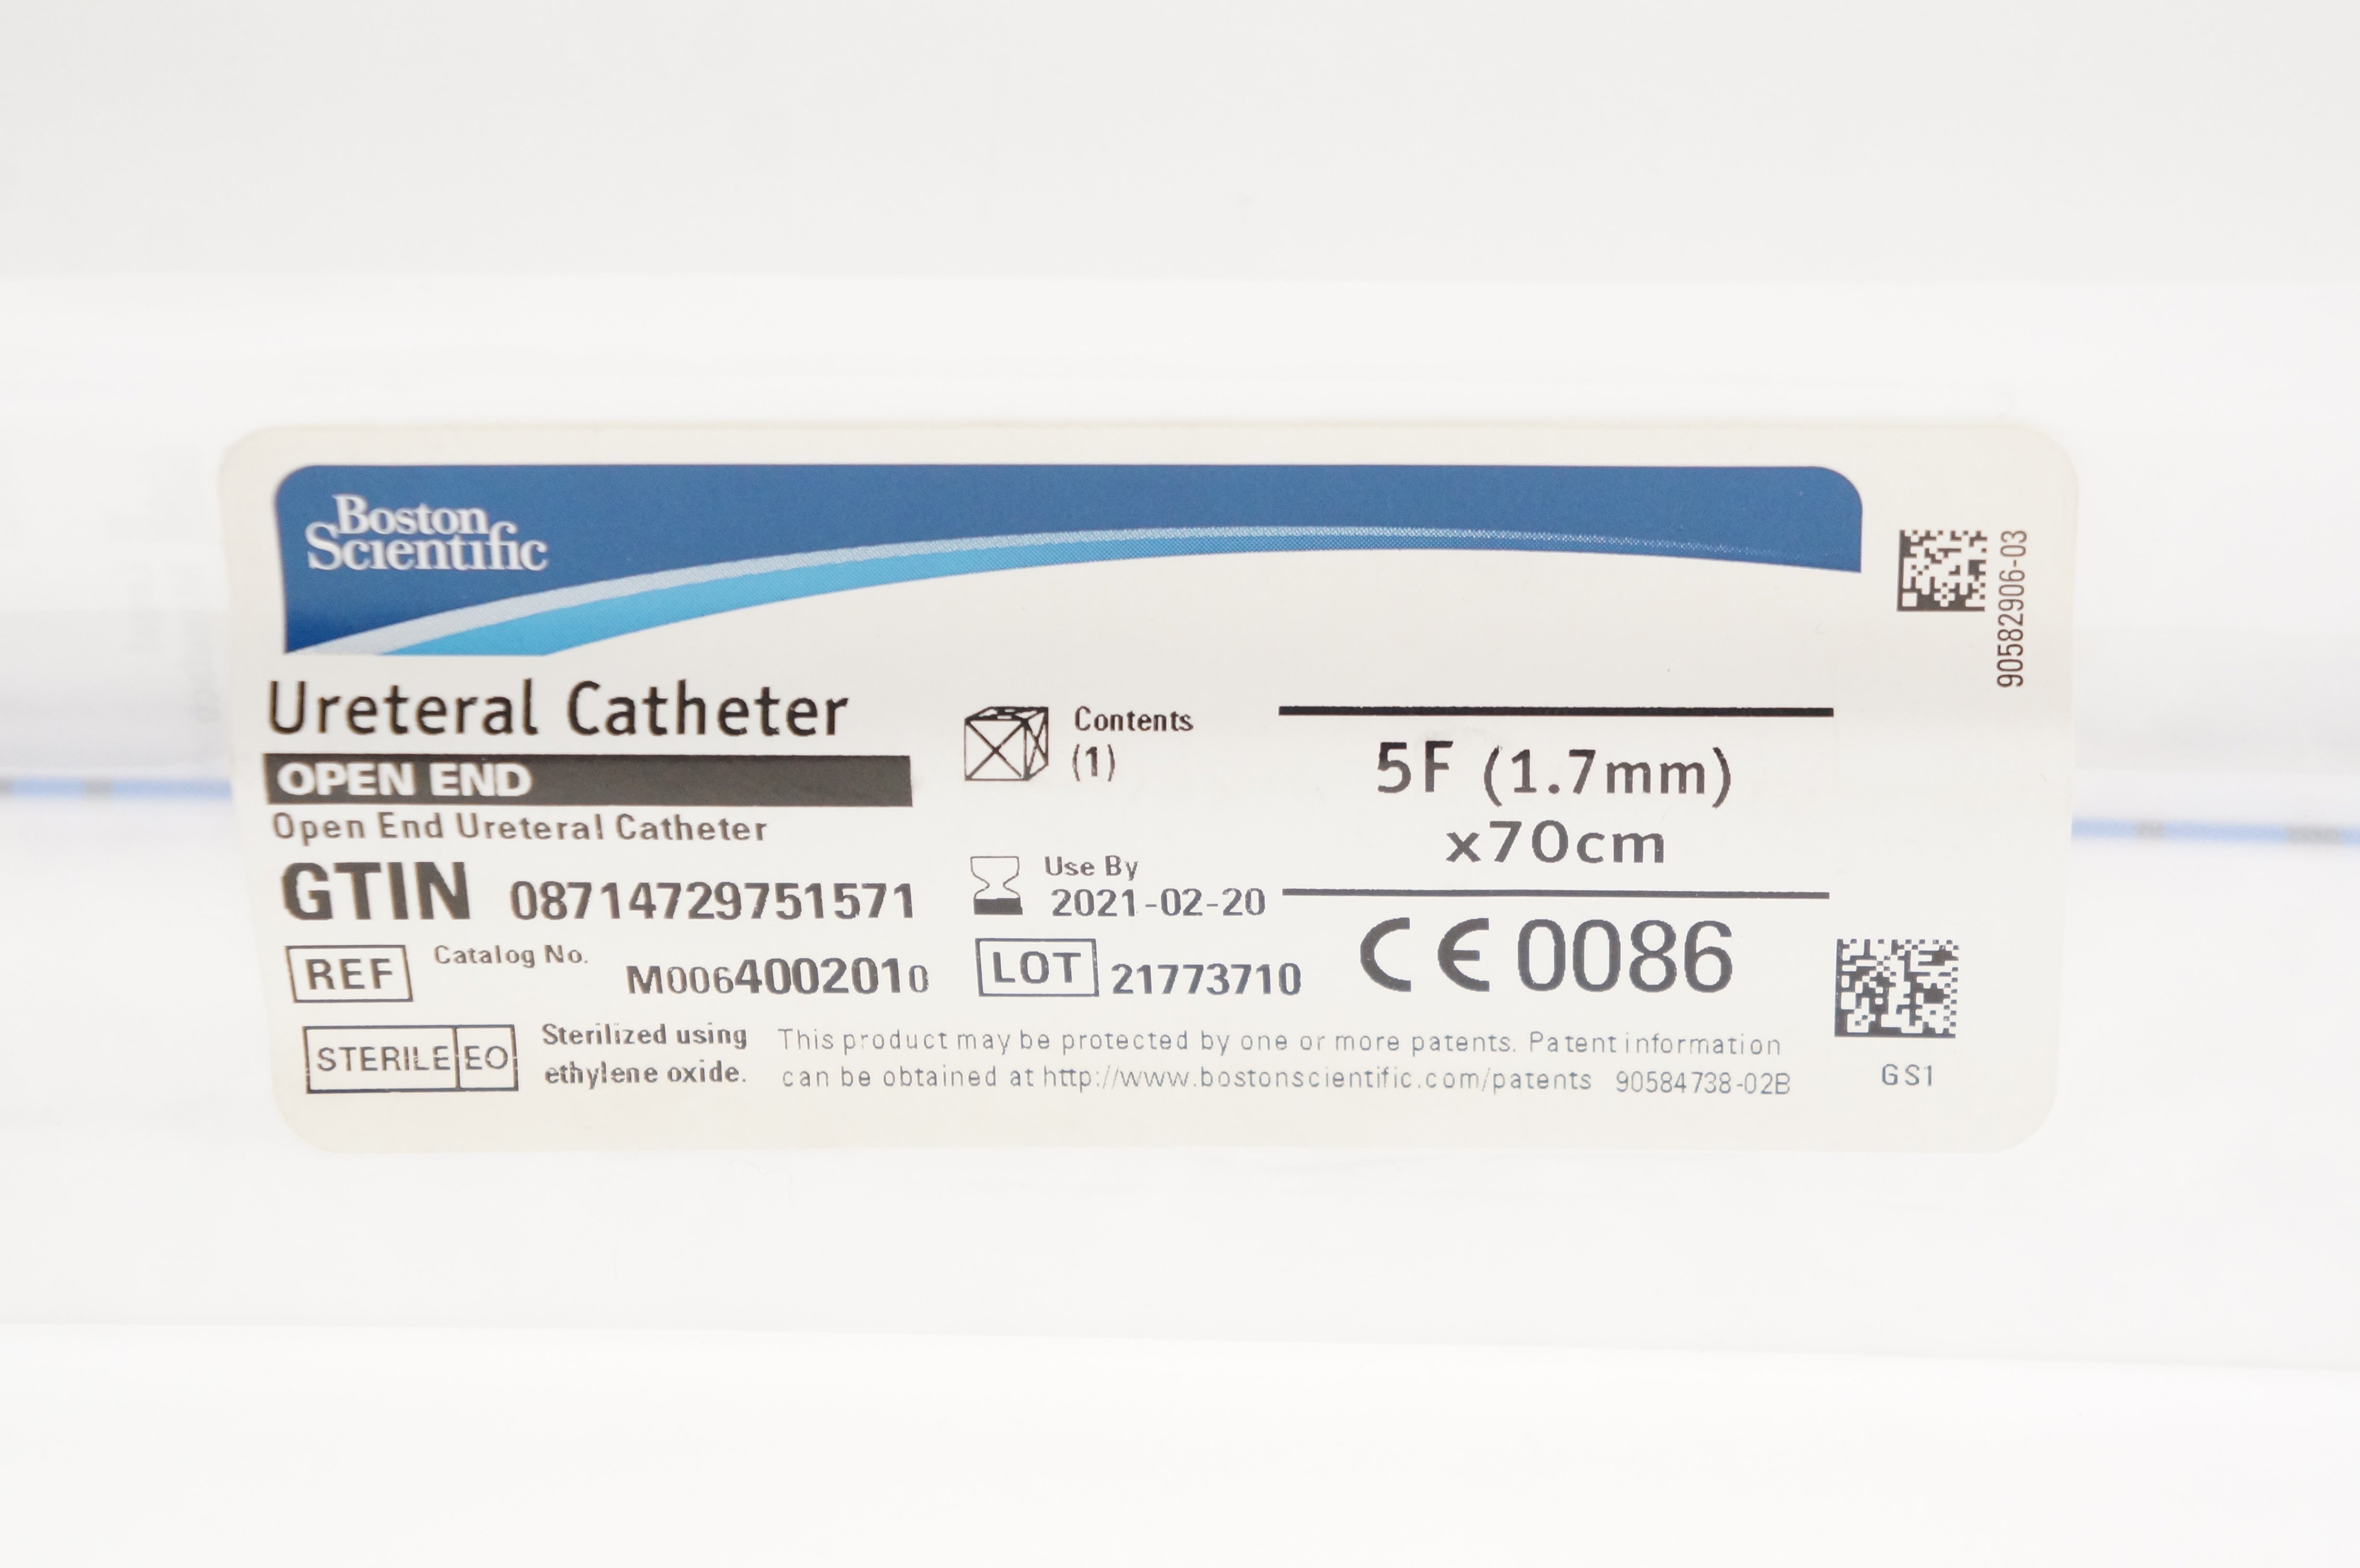 Boston
Scientific
90582906-03
Ureteral Catheter
OPEN END
Open End Ureteral Catheter
Contents
(1)
5F (1.7mm)
x70cm
GTIN 08714729751571
Use By
2021-02-20
REF Catalog No. M0064002010
LOT 21773710
CE 0086
STERILE EO
Sterilized using
ethylene oxide.
This product may be protected by one or more patents. Patent information
can be obtained at http://www.bostonscientific.com/patents 90584738-02B
GS1